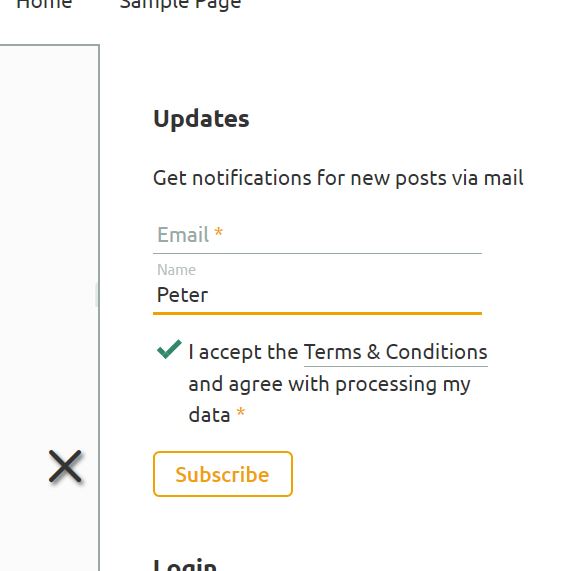 Home Sample Page
Updates
Get notifications for new posts via mail
Email *
Name
Peter
I accept the Terms & Conditions
and agree with processing my
data *
Subscribe
Login